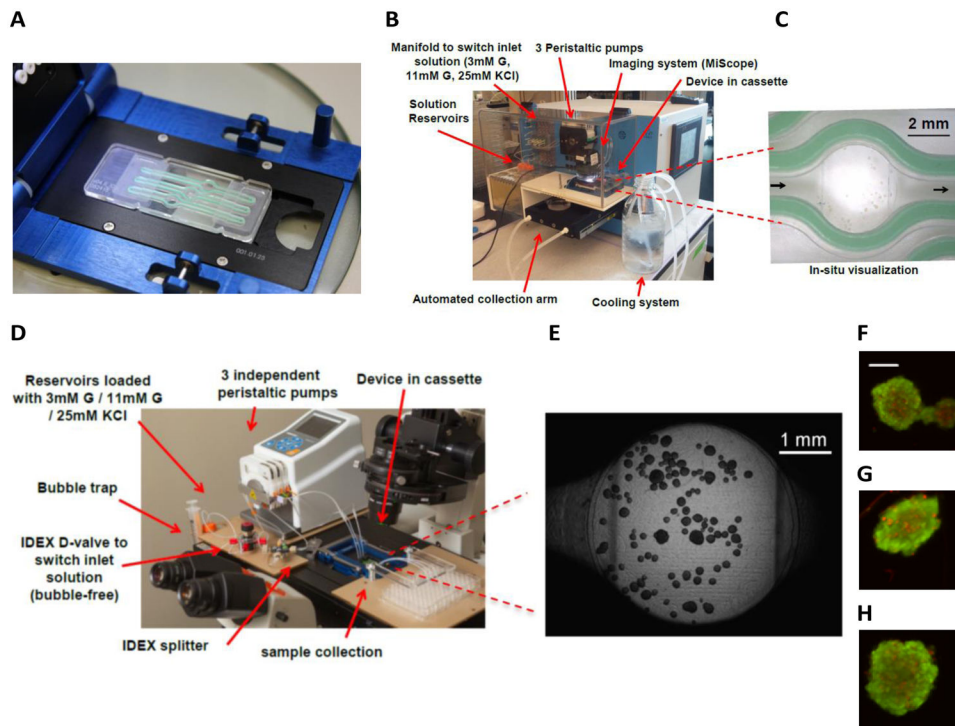 A
B
C
Manifold to switch inlet
solution (3mM G,
11mM G, 25mM KCl)
3 Peristaltic pumps
Imaging system (MiScope)
Device in cassette
Solution
Reservoirs
2 mm
001.01.23
Automated collection arm
Cooling system
In-situ visualization
D
E
F
Reservoirs loaded
with 3mM G / 11mM G
/ 25mM KCl
3 independent
peristaltic pumps
Device in cassette
1 mm
Bubble trap
G
IDEX D-valve to
switch inlet
solution
(bubble-free)
H
IDEX splitter
sample collection